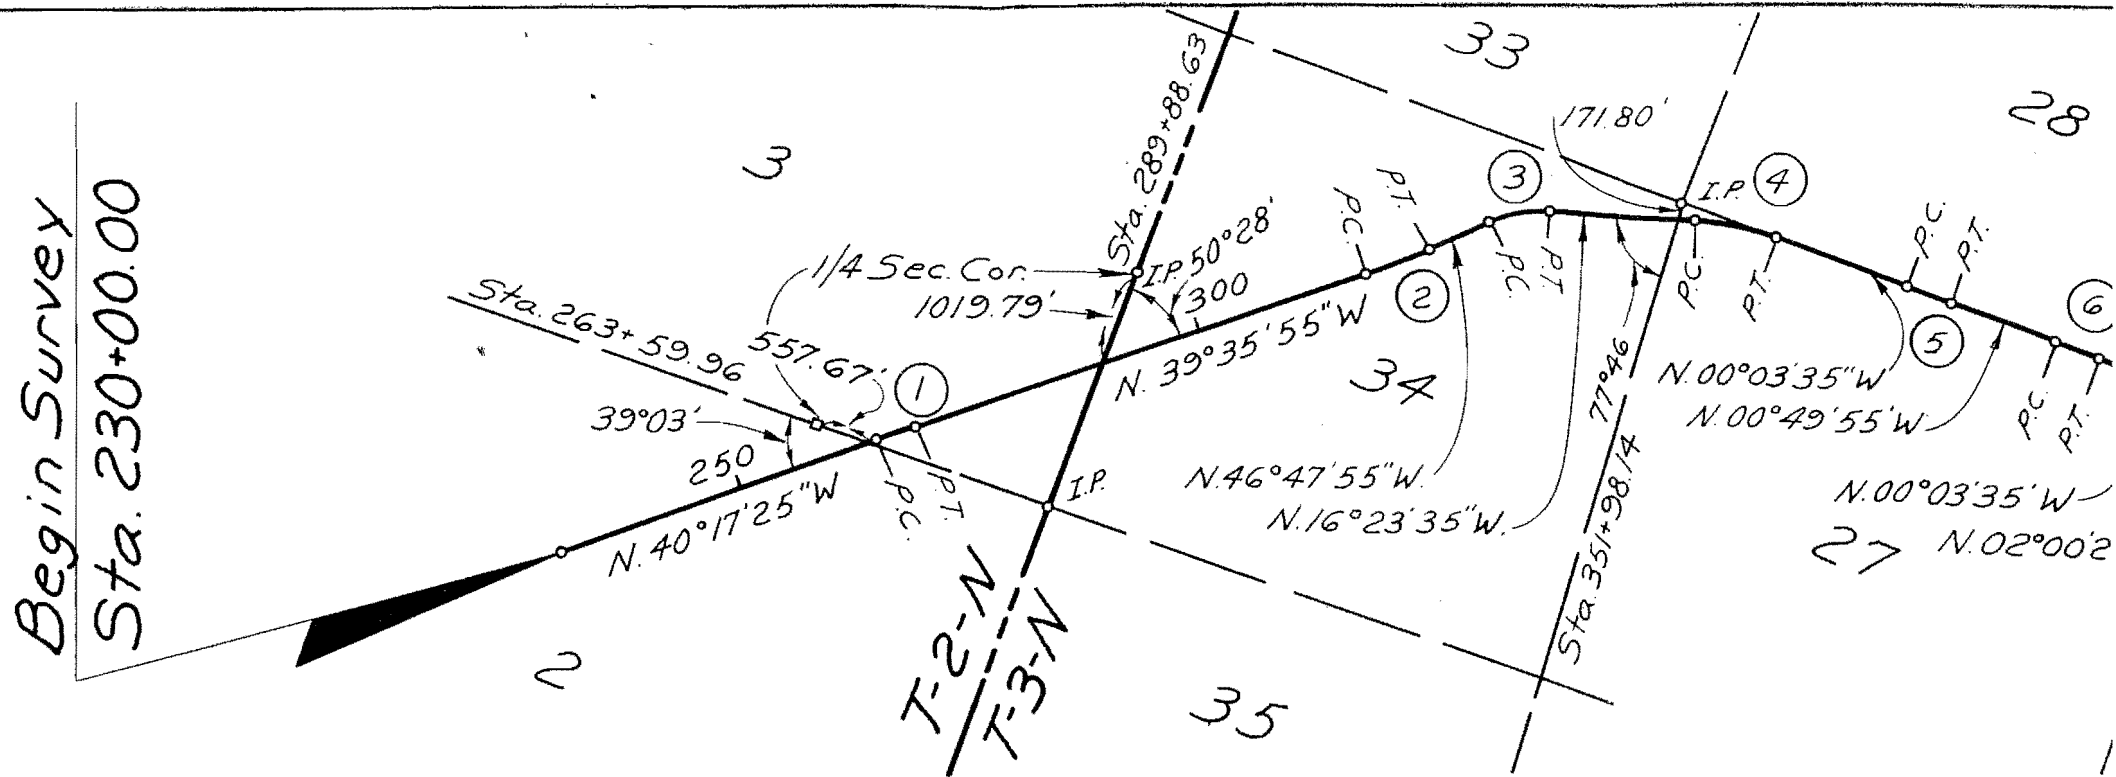 Begin Survey
Sta. 230+00.00
3
33
28
171.80'
Sta. 289+88.63
P.T.
3
I.P.
4
P.C.
1/4 Sec. Cor.
I.P.
50°28'
P.C.
P.T.
P.C.
P.T.
Sta. 263+59.96
1019.79'
300
2
P.C.
P.T.
6
557.67'
1
N. 39°35'55"W
34
77°46'
N.00°03'35"W
5
39°03'
N.00°49'55'W
250
P.C.
P.T.
N. 40°17'25"W
P.C.
P.T.
I.P.
N.46°47'55"W.
N.16°23'35"W.
Sta. 351+98.14
N.00°03'35'W
27
N.02°00'2
2
T-2-N
T-3-N
35